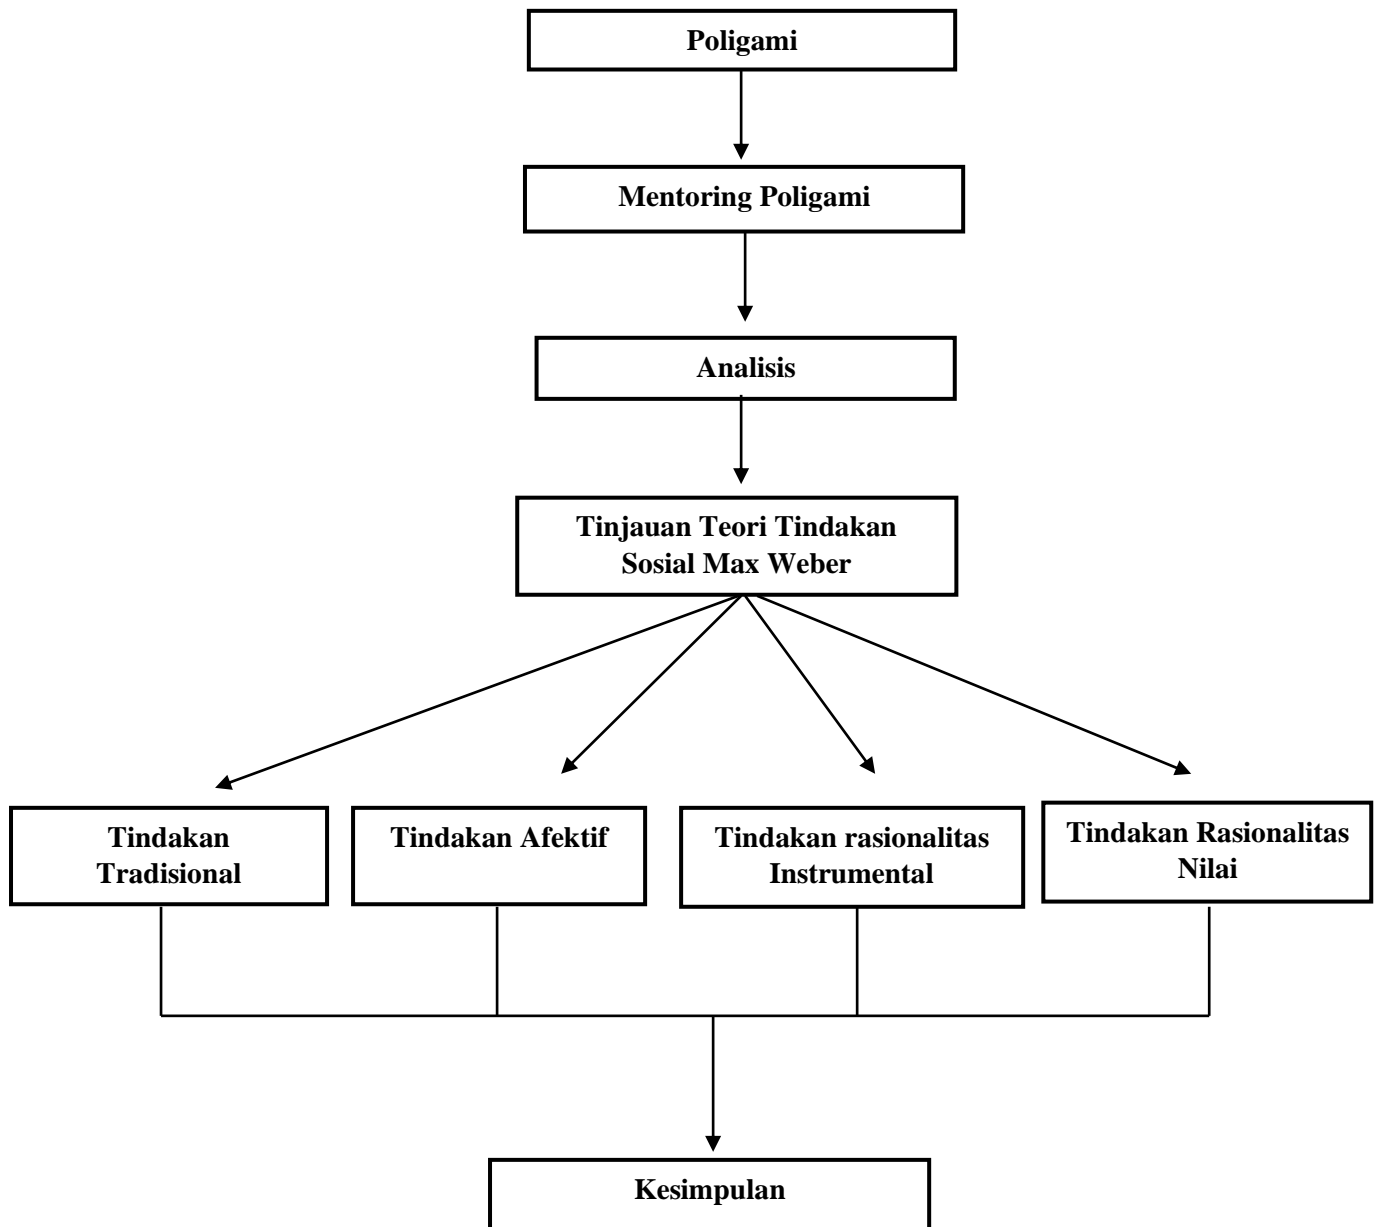 Poligami
Mentoring Poligami
Analisis
Tinjauan Teori Tindakan
Sosial Max Weber
Tindakan
Tradisional
Tindakan Afektif
Tindakan rasionalitas
Instrumental
Tindakan Rasionalitas
Nilai
Kesimpulan